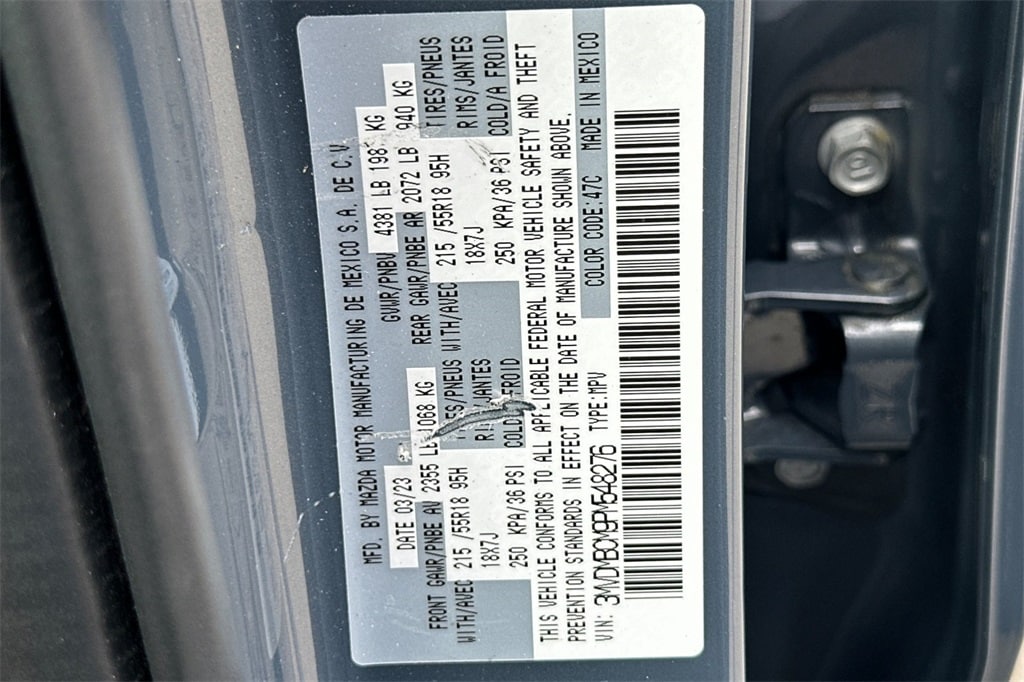 MFD. BY MAZDA MOTOR MANUFACTURING DE MEXICO S.A. DE C.V.
DATE 03/23 GVWR/PNBV 4381 LB 198 KG
FRONT GAWR/PNBE AV 2355 LB 1068 KG REAR GAWR/PNBE AR 2072 LB 940 KG
WITH/AVEC 215 /55R18 95H TIRES/PNEUS WITH/AVEC 215 /55R18 95H TIRES/PNEUS
18X7J RIMS/JANTES 18X7J RIMS/JANTES
250 KPA/36 PSI COLD/A FROID 250 KPA/36 PSI COLD/A FROID
THIS VEHICLE CONFORMS TO ALL APPLICABLE FEDERAL MOTOR VEHICLE SAFETY AND THEFT
PREVENTION STANDARDS IN EFFECT ON THE DATE OF MANUFACTURE SHOWN ABOVE.
VIN: 3MVDMBCM9PM548276 TYPE:MPV COLOR CODE:47C MADE IN MEXICO